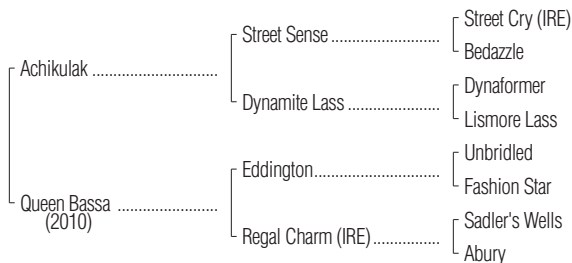 Street Cry (IRE)
Street Sense ........................
Bedazzle
Achikulak ............................
Dynaformer
Dynamite Lass ....................
Lismore Lass
Unbridled
Eddington............................
Fashion Star
Queen Bassa ......................
(2010)
Sadler's Wells
Regal Charm (IRE)...............
Abury